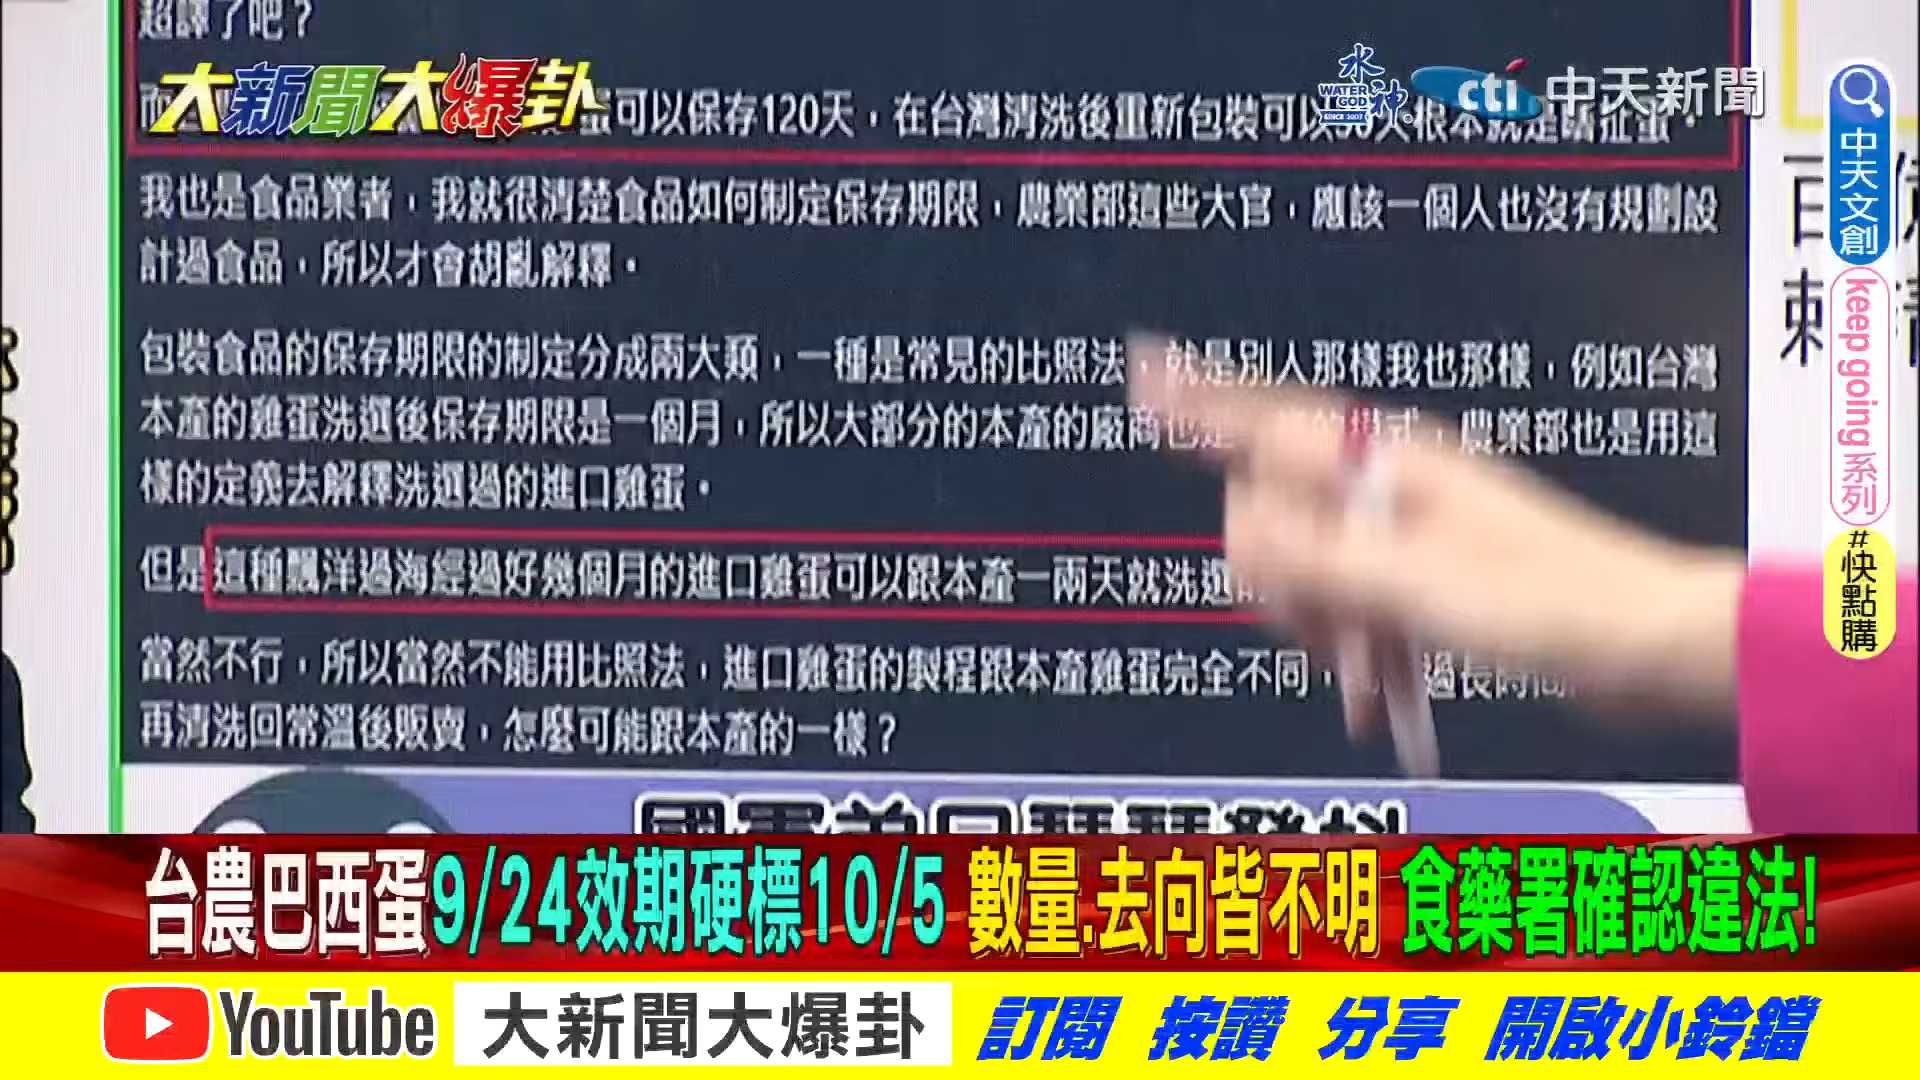 超譯了吧？
大新聞大爆卦
蛋可以保存120天，在台灣清洗後重新包裝可以
水神
WATER GOD
SINCE 2007
cti 中天新聞
我也是食品業者，我就很清楚食品如何制定保存期限，農業部這些大官，應該一個人也沒有規劃設
計過食品，所以才會胡亂解釋。
包裝食品的保存期限的制定分成兩大類，一種是常見的比照法，就是別人那樣我也那樣，例如台灣
本產的雞蛋洗選後保存期限是一個月，所以大部分的本產的廠商也是 農業部也是用這
樣的定義去解釋洗選過的進口雞蛋。
但是這種飄洋過海經過好幾個月的進口雞蛋可以跟本產一兩天就洗選
當然不行，所以當然不能用比照法，進口雞蛋的製程跟本產雞蛋完全不同，
再清洗回常溫後販賣，怎麼可能跟本產的一樣？
中天文創
keep going系列
#快點購
台農巴西蛋9/24效期硬標10/5 數量.去向皆不明 食藥署確認違法!
YouTube 大新聞大爆卦 訂閱 按讚 分享 開啟小鈴鐺